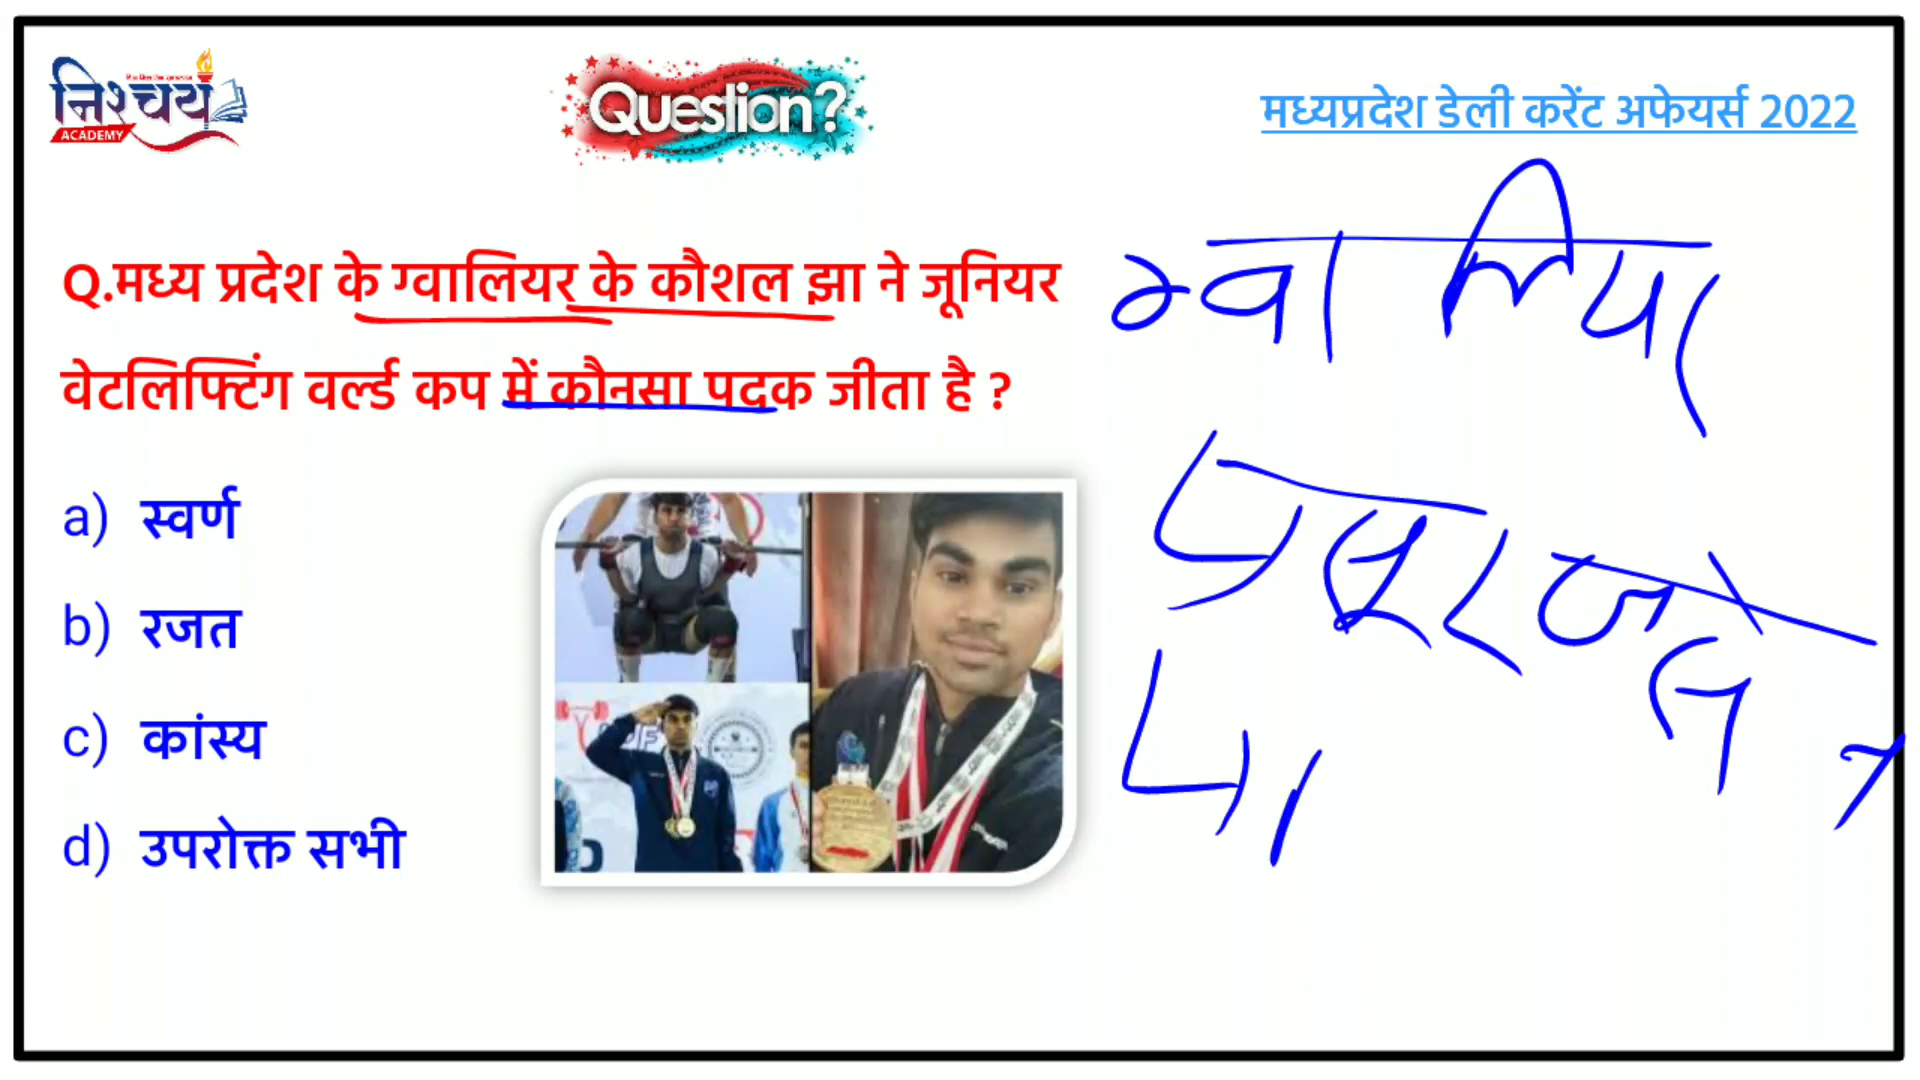 निश्चय
ACADEMY
Question?
मध्यप्रदेश डेली करेंट अफेयर्स 2022
Q.मध्य प्रदेश के ग्वालियर के कौशल झा ने जूनियर
वेटलिफ्टिंग वर्ल्ड कप में कौनसा पदक जीता है ?
a) स्वर्ण
b) रजत
c) कांस्य
d) उपरोक्त सभी
ग्वालियर